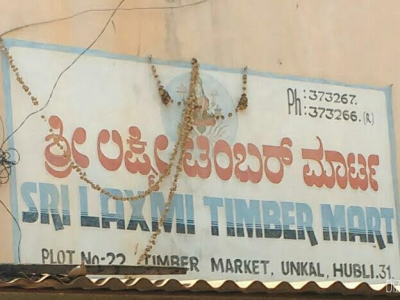 Ph: 373267.
: 373266. (R)
ಶ್ರೀ ಲಕ್ಷ್ಮೀ ಟಿಂಬರ್ ಮಾರ್ಟ
SRI LAXMI TIMBER MART
PLOT No-22 TIMBER MARKET, UNKAL, HUBLI.31.